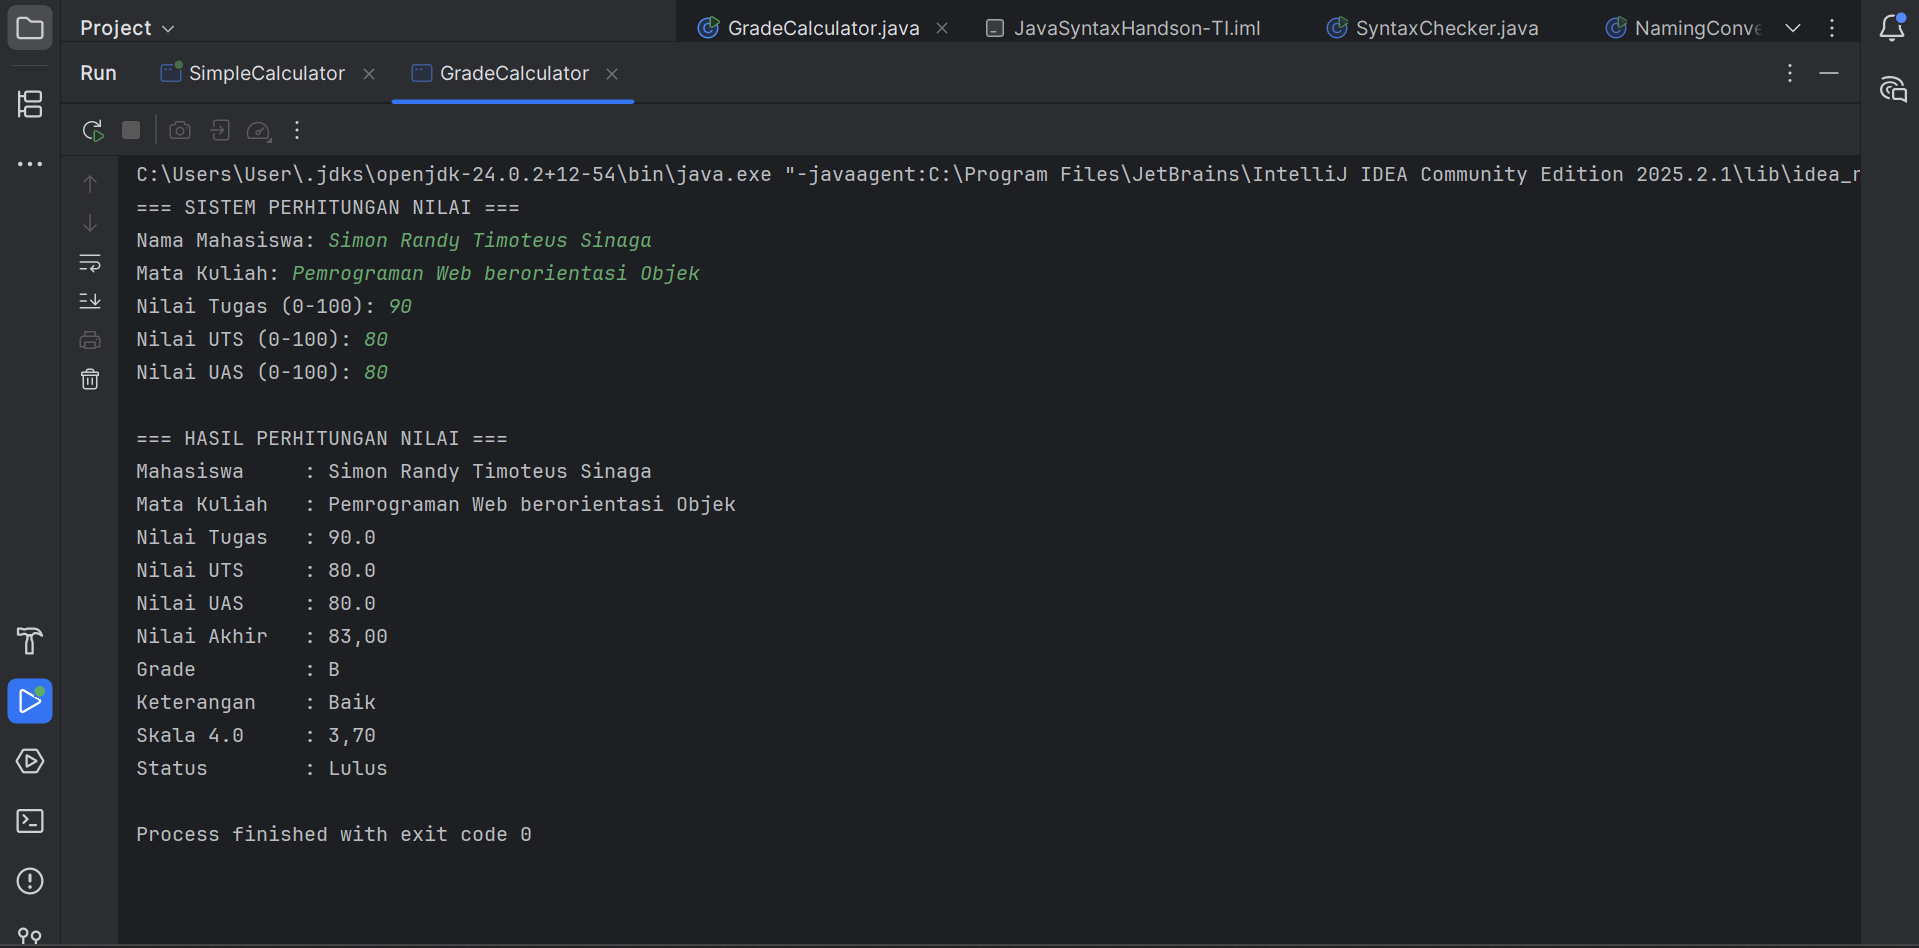 Project
GradeCalculator.java
JavaSyntaxHandson-TI.iml
SyntaxChecker.java
NamingConve
Run
SimpleCalculator
GradeCalculator
C:\Users\User\.jdks\openjdk-24.0.2+12-54\bin\java.exe "-javaagent:C:\Program Files\JetBrains\IntelliJ IDEA Community Edition 2025.2.1\lib\idea_r
=== SISTEM PERHITUNGAN NILAI ===
Nama Mahasiswa: Simon Randy Timoteus Sinaga
Mata Kuliah: Pemrograman Web berorientasi Objek
Nilai Tugas (0-100): 90
Nilai UTS (0-100): 80
Nilai UAS (0-100): 80
=== HASIL PERHITUNGAN NILAI ===
Mahasiswa : Simon Randy Timoteus Sinaga
Mata Kuliah : Pemrograman Web berorientasi Objek
Nilai Tugas : 90.0
Nilai UTS : 80.0
Nilai UAS : 80.0
Nilai Akhir : 83,00
Grade : B
Keterangan : Baik
Skala 4.0 : 3,70
Status : Lulus
Process finished with exit code 0